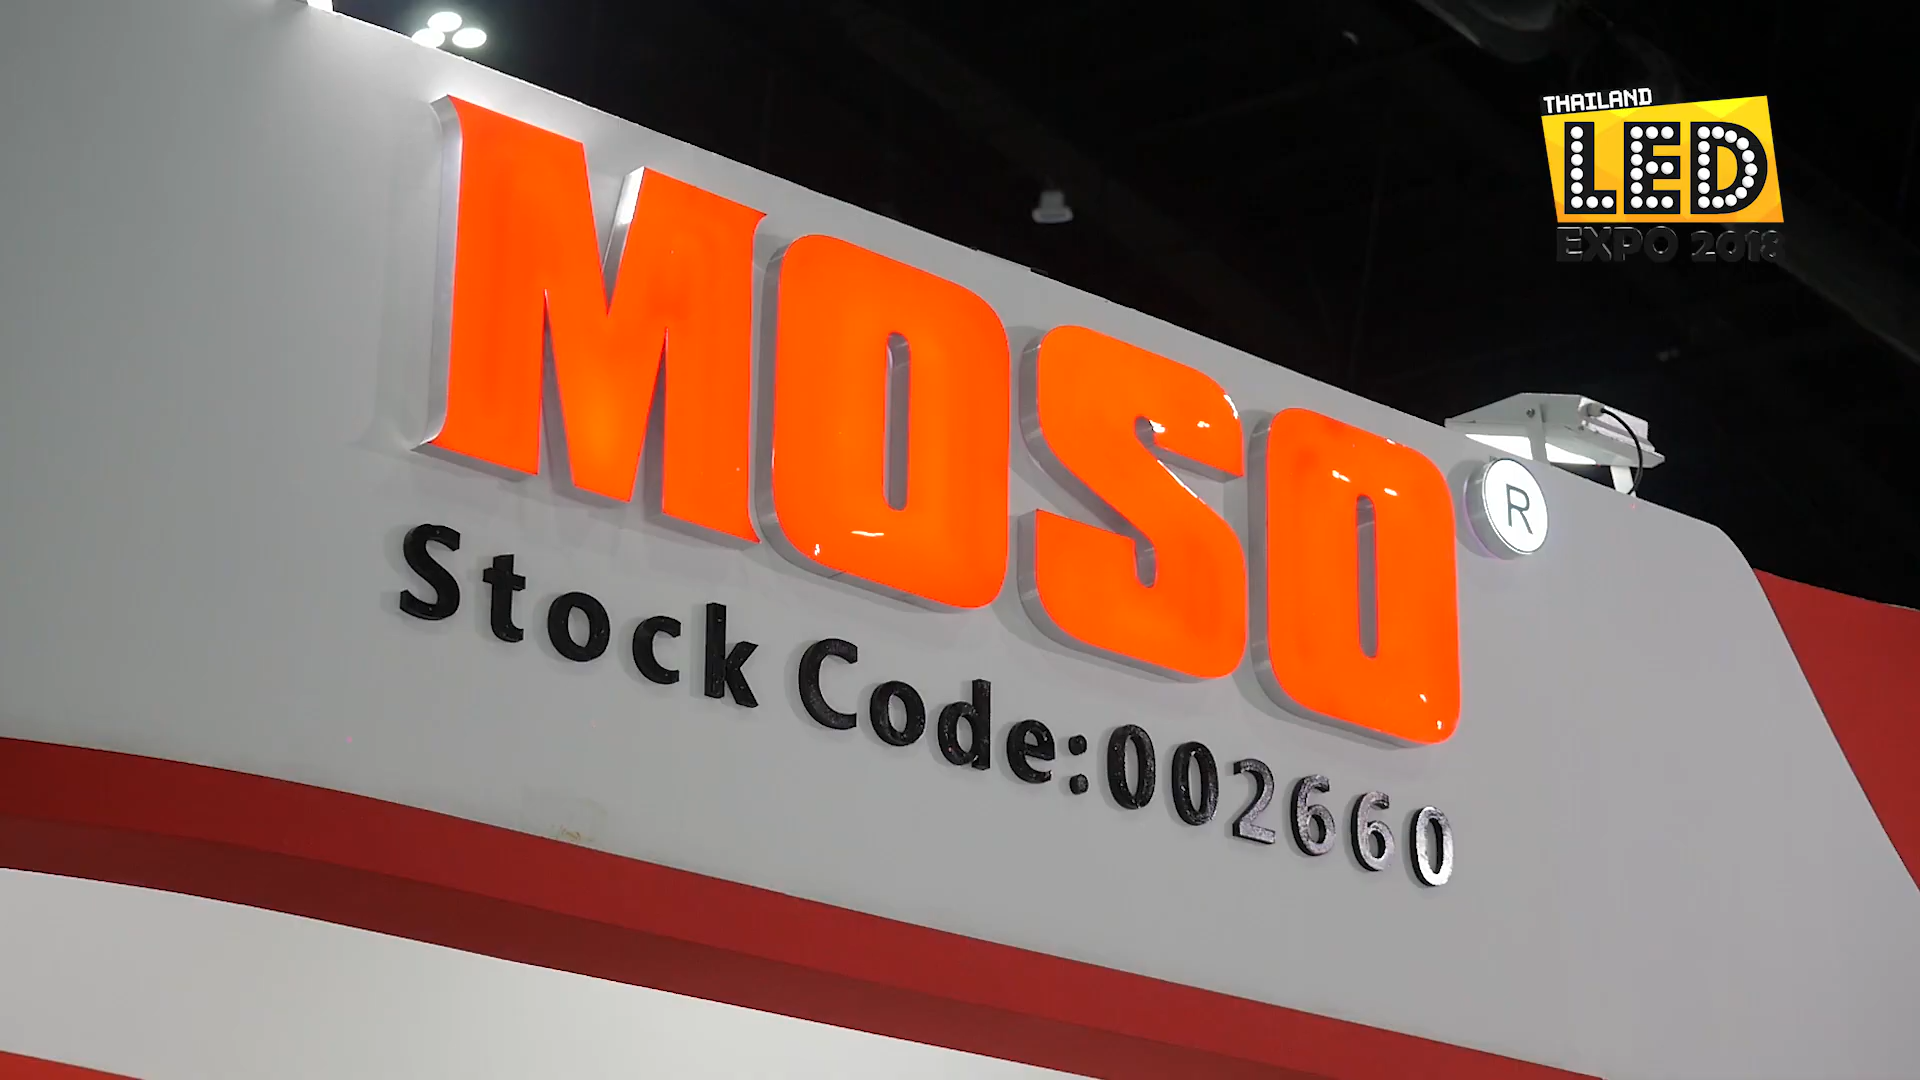 THAILAND
LED
EXPO 2018
MOSO®
Stock Code:002660